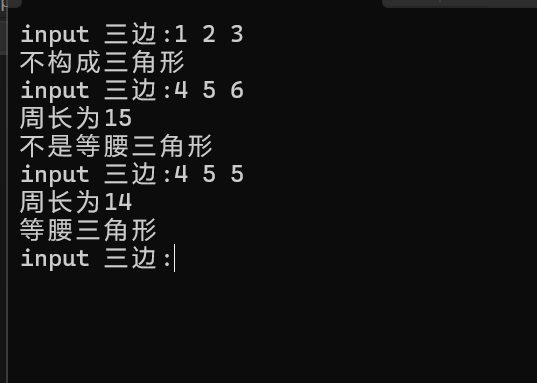 input 三边:1 2 3
不构成三角形
input 三边:4 5 6
周长为15
不是等腰三角形
input 三边:4 5 5
周长为14
等腰三角形
input 三边: